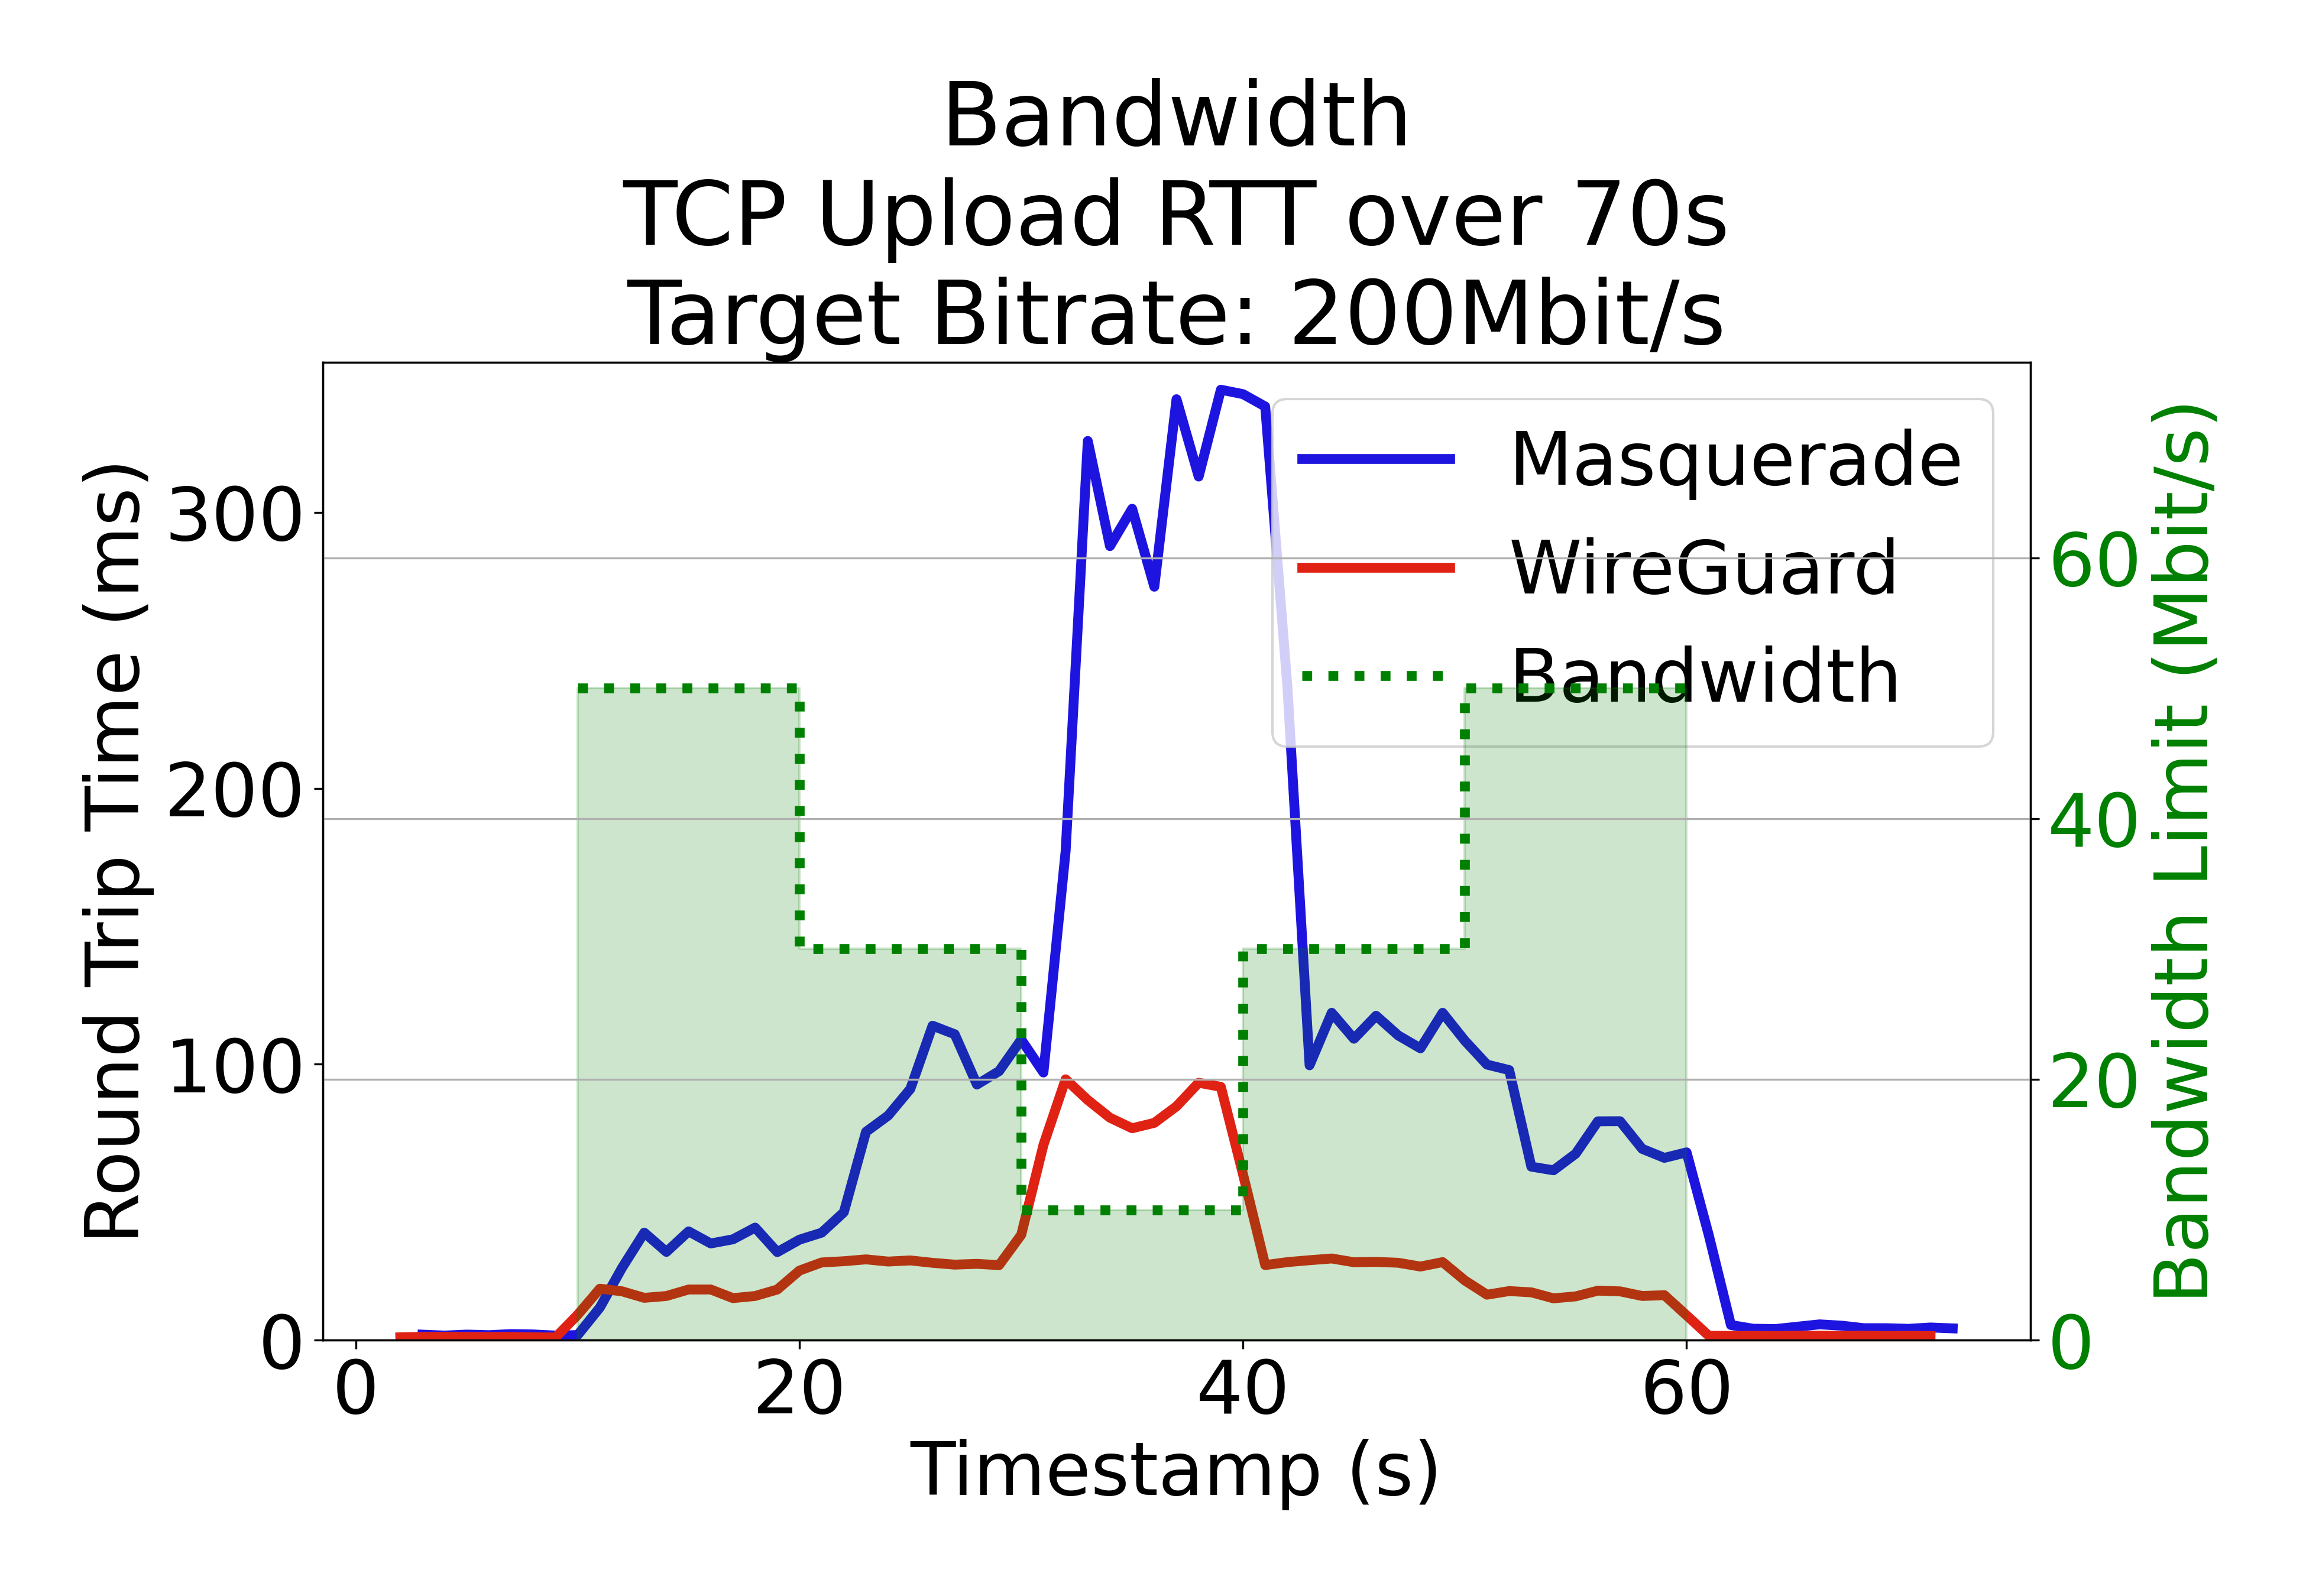 Bandwidth
TCP Upload RTT over 70s
Target Bitrate: 200Mbit/s
Round Trip Time (ms)
300
200
100
0
Masquerade
WireGuard
Bandwidth
60
40
20
0
Bandwidth Limit (Mbit/s)
0 20 40 60
Timestamp (s)